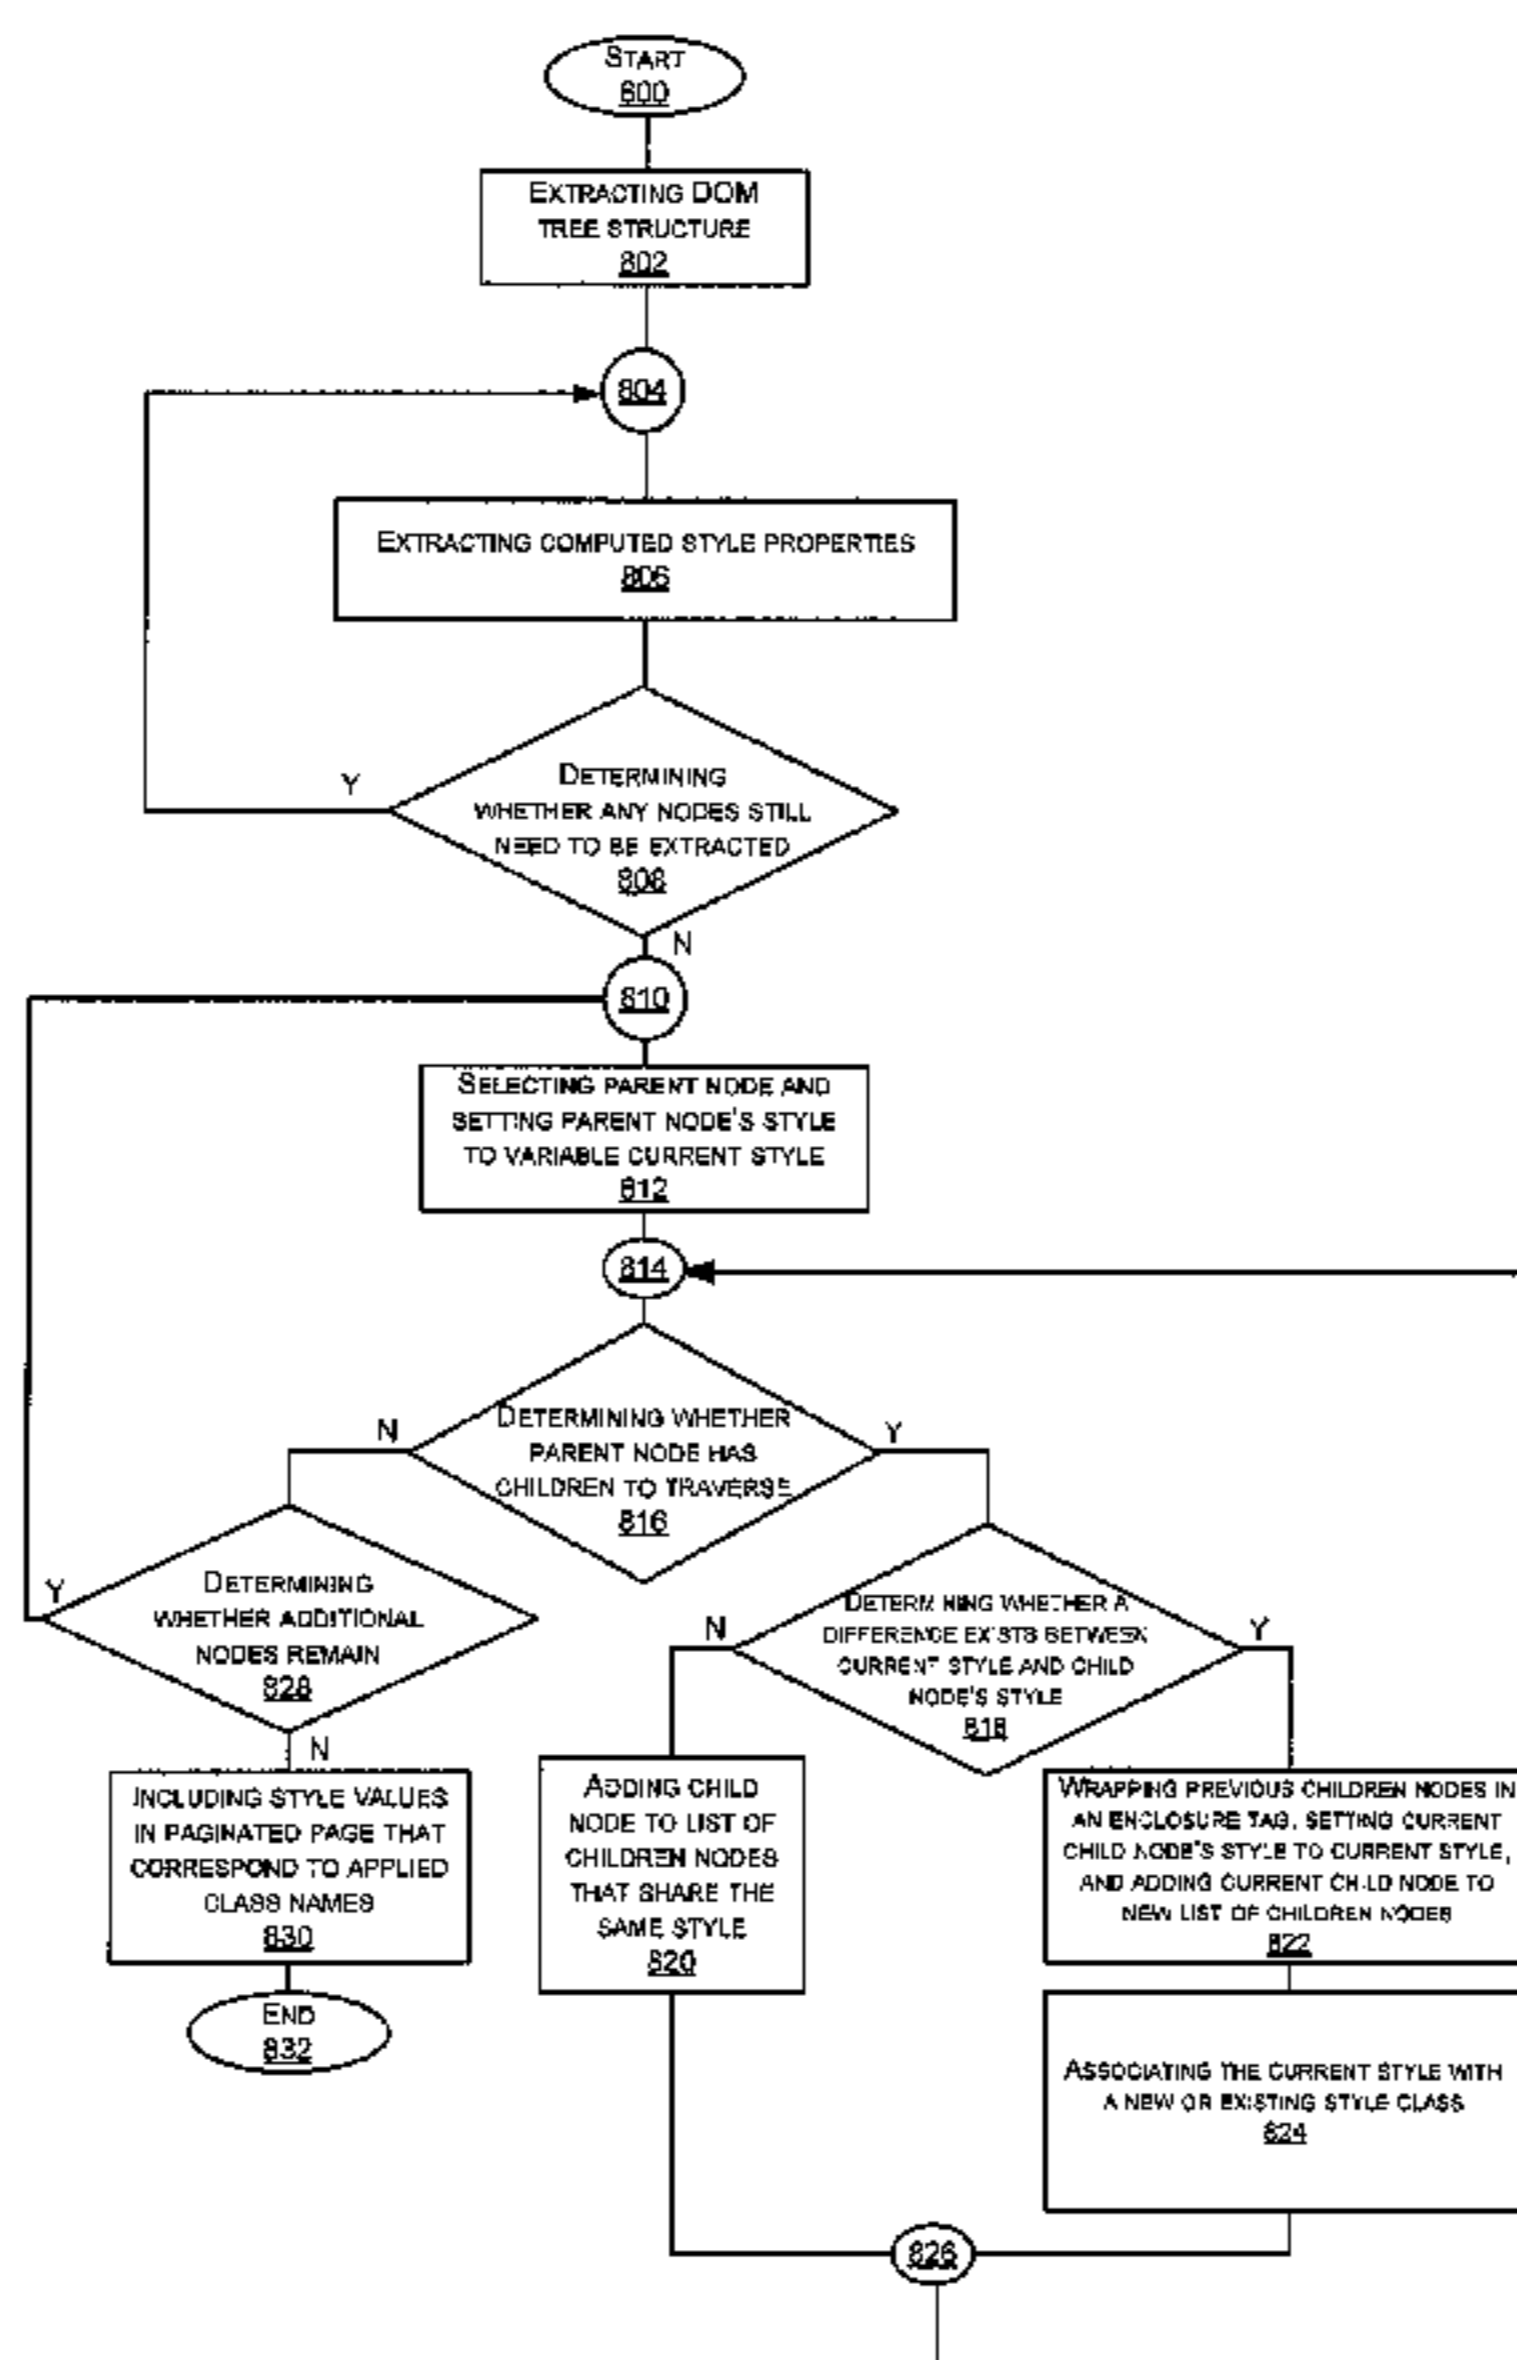 START
800
EXTRACTING DOM
TREE STRUCTURE
802
804
EXTRACTING COMPUTED STYLE PROPERTIES
806
DETERMINING
WHETHER ANY NODES STILL
NEED TO BE EXTRACTED
808
Y
N
810
SELECTING PARENT NODE AND
SETTING PARENT NODE'S STYLE
TO VARIABLE CURRENT STYLE
812
814
DETERMINING WHETHER
PARENT NODE HAS
CHILDREN TO TRAVERSE
816
N
Y
DETERMINING
WHETHER ADDITIONAL
NODES REMAIN
828
Y
N
DETERMINING WHETHER A
DIFFERENCE EXISTS BETWEEN
CURRENT STYLE AND CHILD
NODE'S STYLE
818
N
Y
INCLUDING STYLE VALUES
IN PAGINATED PAGE THAT
CORRESPOND TO APPLIED
CLASS NAMES
830
END
832
ADDING CHILD
NODE TO LIST OF
CHILDREN NODES
THAT SHARE THE
SAME STYLE
820
WRAPPING PREVIOUS CHILDREN NODES IN
AN ENCLOSURE TAG, SETTING CURRENT
CHILD NODE'S STYLE TO CURRENT STYLE,
AND ADDING CURRENT CHILD NODE TO
NEW LIST OF CHILDREN NODES
822
ASSOCIATING THE CURRENT STYLE WITH
A NEW OR EXISTING STYLE CLASS
824
826